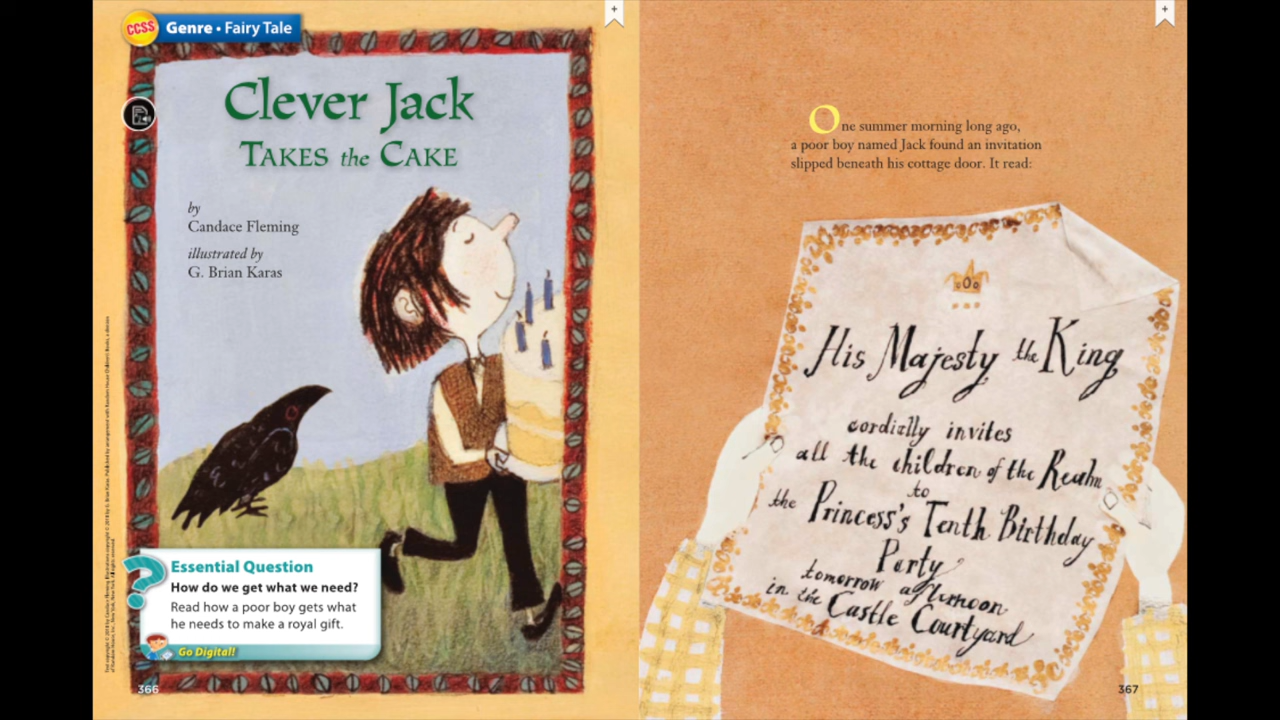 CCSS Genre • Fairy Tale
Clever Jack
TAKES the CAKE
by
Candace Fleming
illustrated by
G. Brian Karas
Essential Question
How do we get what we need?
Read how a poor boy gets what
he needs to make a royal gift.
Go Digital!
366
One summer morning long ago,
a poor boy named Jack found an invitation
slipped beneath his cottage door. It read:
His Majesty the King
cordially invites
all the children of the Realm
to
the Princess's Tenth Birthday
Party
tomorrow afternoon
in the Castle Courtyard
367